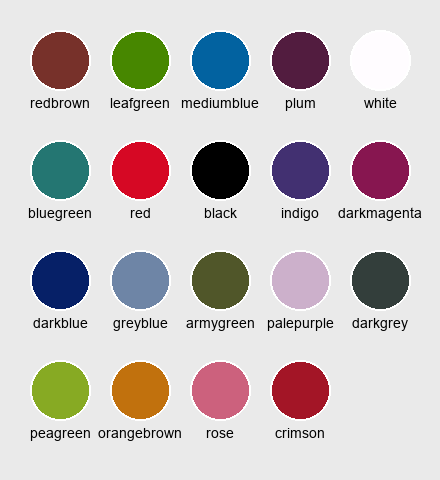 redbrown leafgreen mediumblue plum white
bluegreen red black indigo darkmagenta
darkblue greyblue armygreen palepurple darkgrey
peagreen orangebrown rose crimson